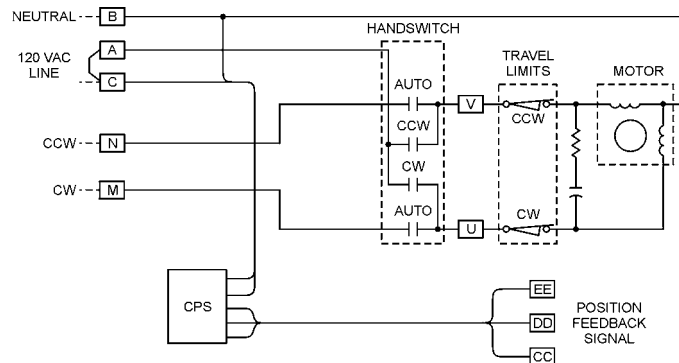 NEUTRAL
B
HANDSWITCH
A
120 VAC
LINE
C
TRAVEL
LIMITS
MOTOR
AUTO
V
CCW
CCW
CCW
N
CW
CW
M
AUTO
U
CW
CPS
EE
DD
CC
POSITION
FEEDBACK
SIGNAL